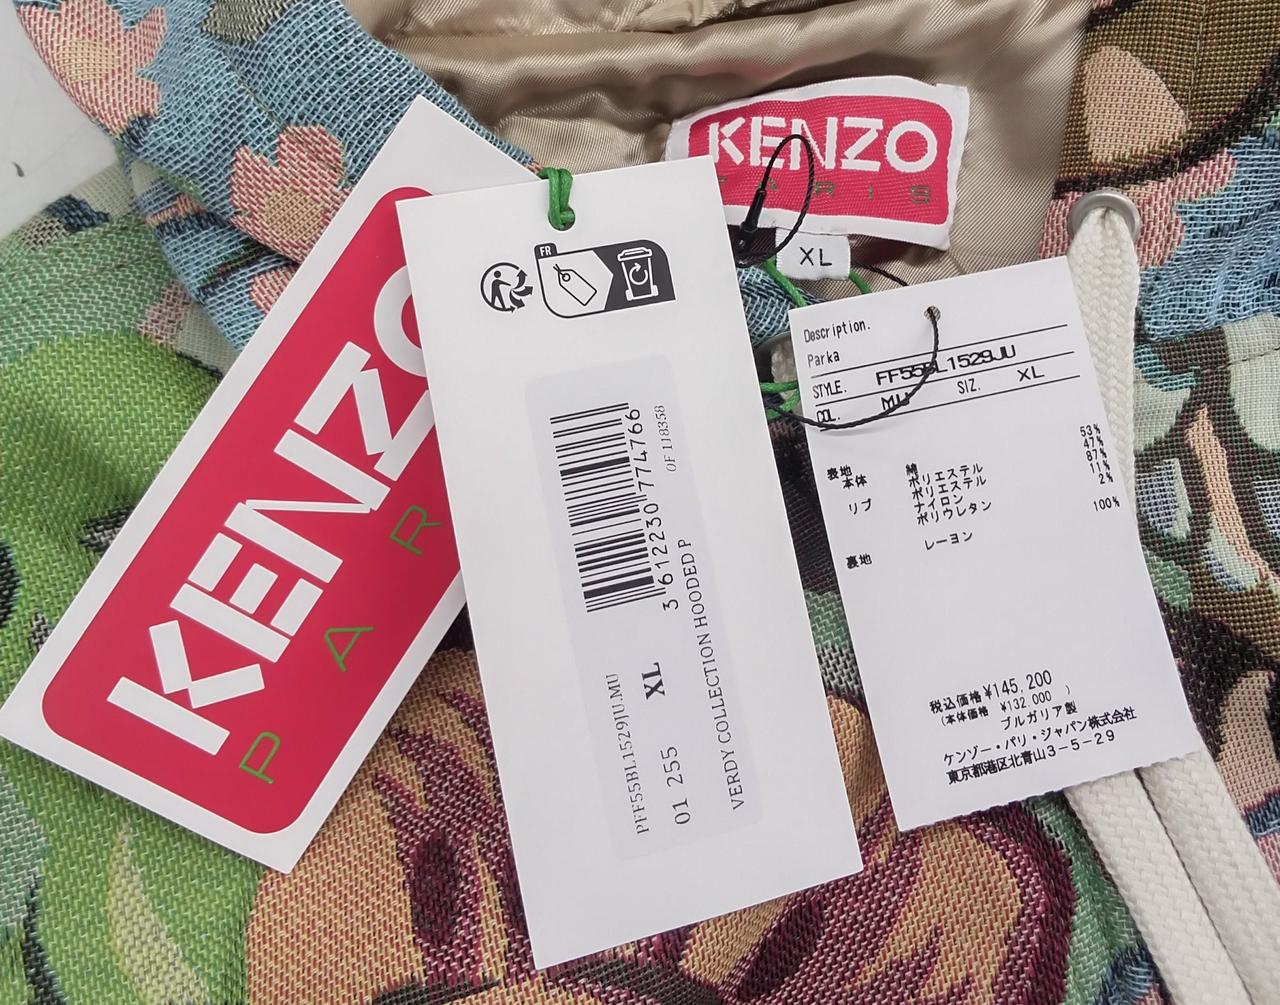 KENZO
PARIS
XL
KENZO
PAR
FR
3 612230 774766
OF 118358
PFF55BL1529JU.MU
01 255 XL
VERDY COLLECTION HOODED P
Description.
Parka
STYLE. FF55BL1529JU
COL. MU SIZ. XL
表地 綿 53%
本体 ポリエステル 47%
リブ ポリエステル 87%
ナイロン 11%
ポリウレタン 2%
裏地 レーヨン 100%
税込価格 ¥145,200
(本体価格 ¥132,000 )
ブルガリア製
ケンゾー・パリ・ジャパン株式会社
東京都港区北青山3-5-29